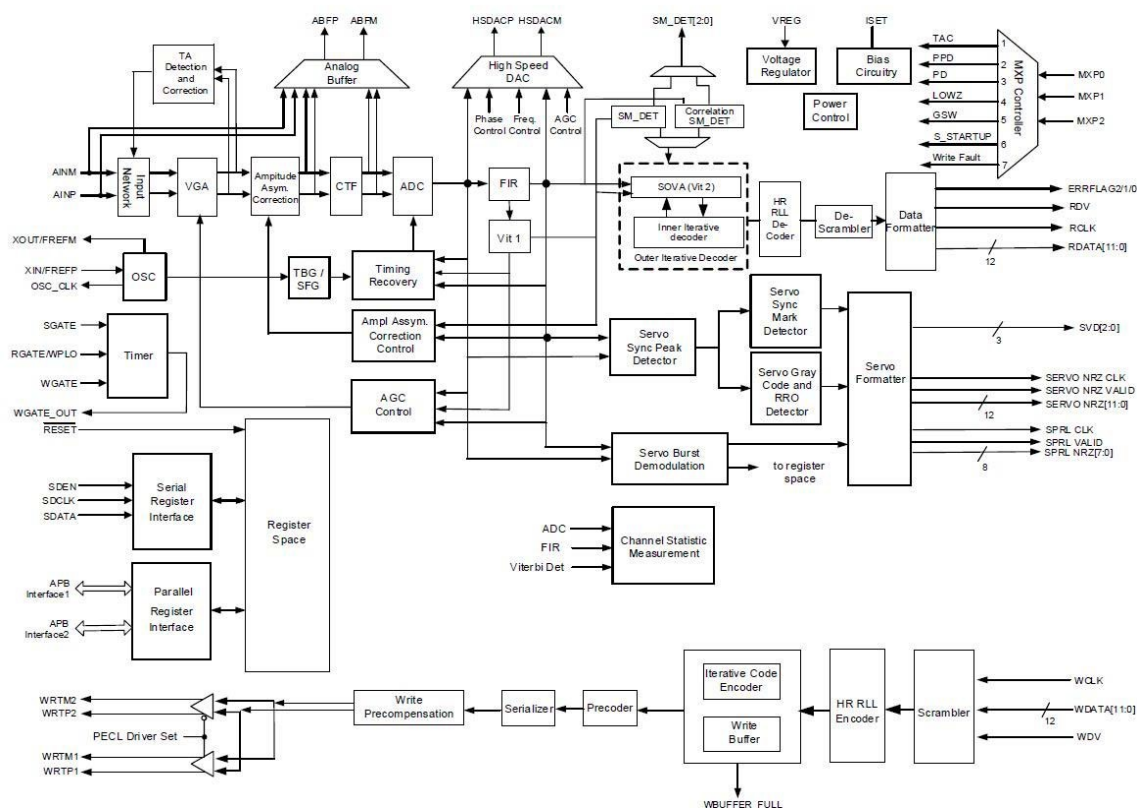 ABFP ABFM
HSDACP HSDACM
SM_DET[2:0]
VREG
ISET
TA
Detection
and
Correction
Analog
Buffer
High Speed
DAC
Phase
Control
Freq.
Control
AGC
Control
SM_DET
Correlation
SM_DET
Voltage
Regulator
Bias
Circuitry
Power
Control
TAC 1
PPD 2
PD 3
LOWZ 4
GSW 5
S_STARTUP 6
Write Fault 7
MXP Controller
MXP0
MXP1
MXP2
AINM
AINP
Input
Network
VGA
Ampitude
Asym.
Correction
CTF
ADC
FIR
Vit 1
SOVA (Vit 2)
Inner Iterative
decoder
Outer Iterative Decoder
HR
RLL
De-
Coder
De-
Scrambler
Data
Formatter
ERRFLAG2/1/0
RDV
RCLK
RDATA[11:0]
12
XOUT/FREFM
XIN/FREFP
OSC_CLK
OSC
TBG /
SFG
Timing
Recovery
SGATE
RGATE/WPLO
WGATE
WGATE_OUT
Timer
Ampl Assym.
Correction
Control
AGC
Control
Servo
Sync Peak
Detector
Servo
Sync
Mark
Detector
Servo Gray
Code and
RRO
Detector
Servo
Formatter
SVD[2:0]
3
SERVO NRZ CLK
SERVO NRZ VALID
SERVO NRZ[11:0]
12
SPRL CLK
SPRL VALID
SPRL NRZ[7:0]
8
Servo Burst
Demodulation
to register
space
RESET
SDEN
SDCLK
SDATA
Serial
Register
Interface
Register
Space
APB
Interface1
APB
Interface2
Parallel
Register
Interface
ADC
FIR
Viterbi Det
Channel Statistic
Measurement
WRTM2
WRTP2
PECL Driver Set
WRTM1
WRTP1
Write
Precompensation
Serializer
Precoder
Iterative Code
Encoder
Write
Buffer
WBUFFER_FULL
HR RLL
Encoder
Scrambler
WCLK
WDATA[11:0]
12
WDV